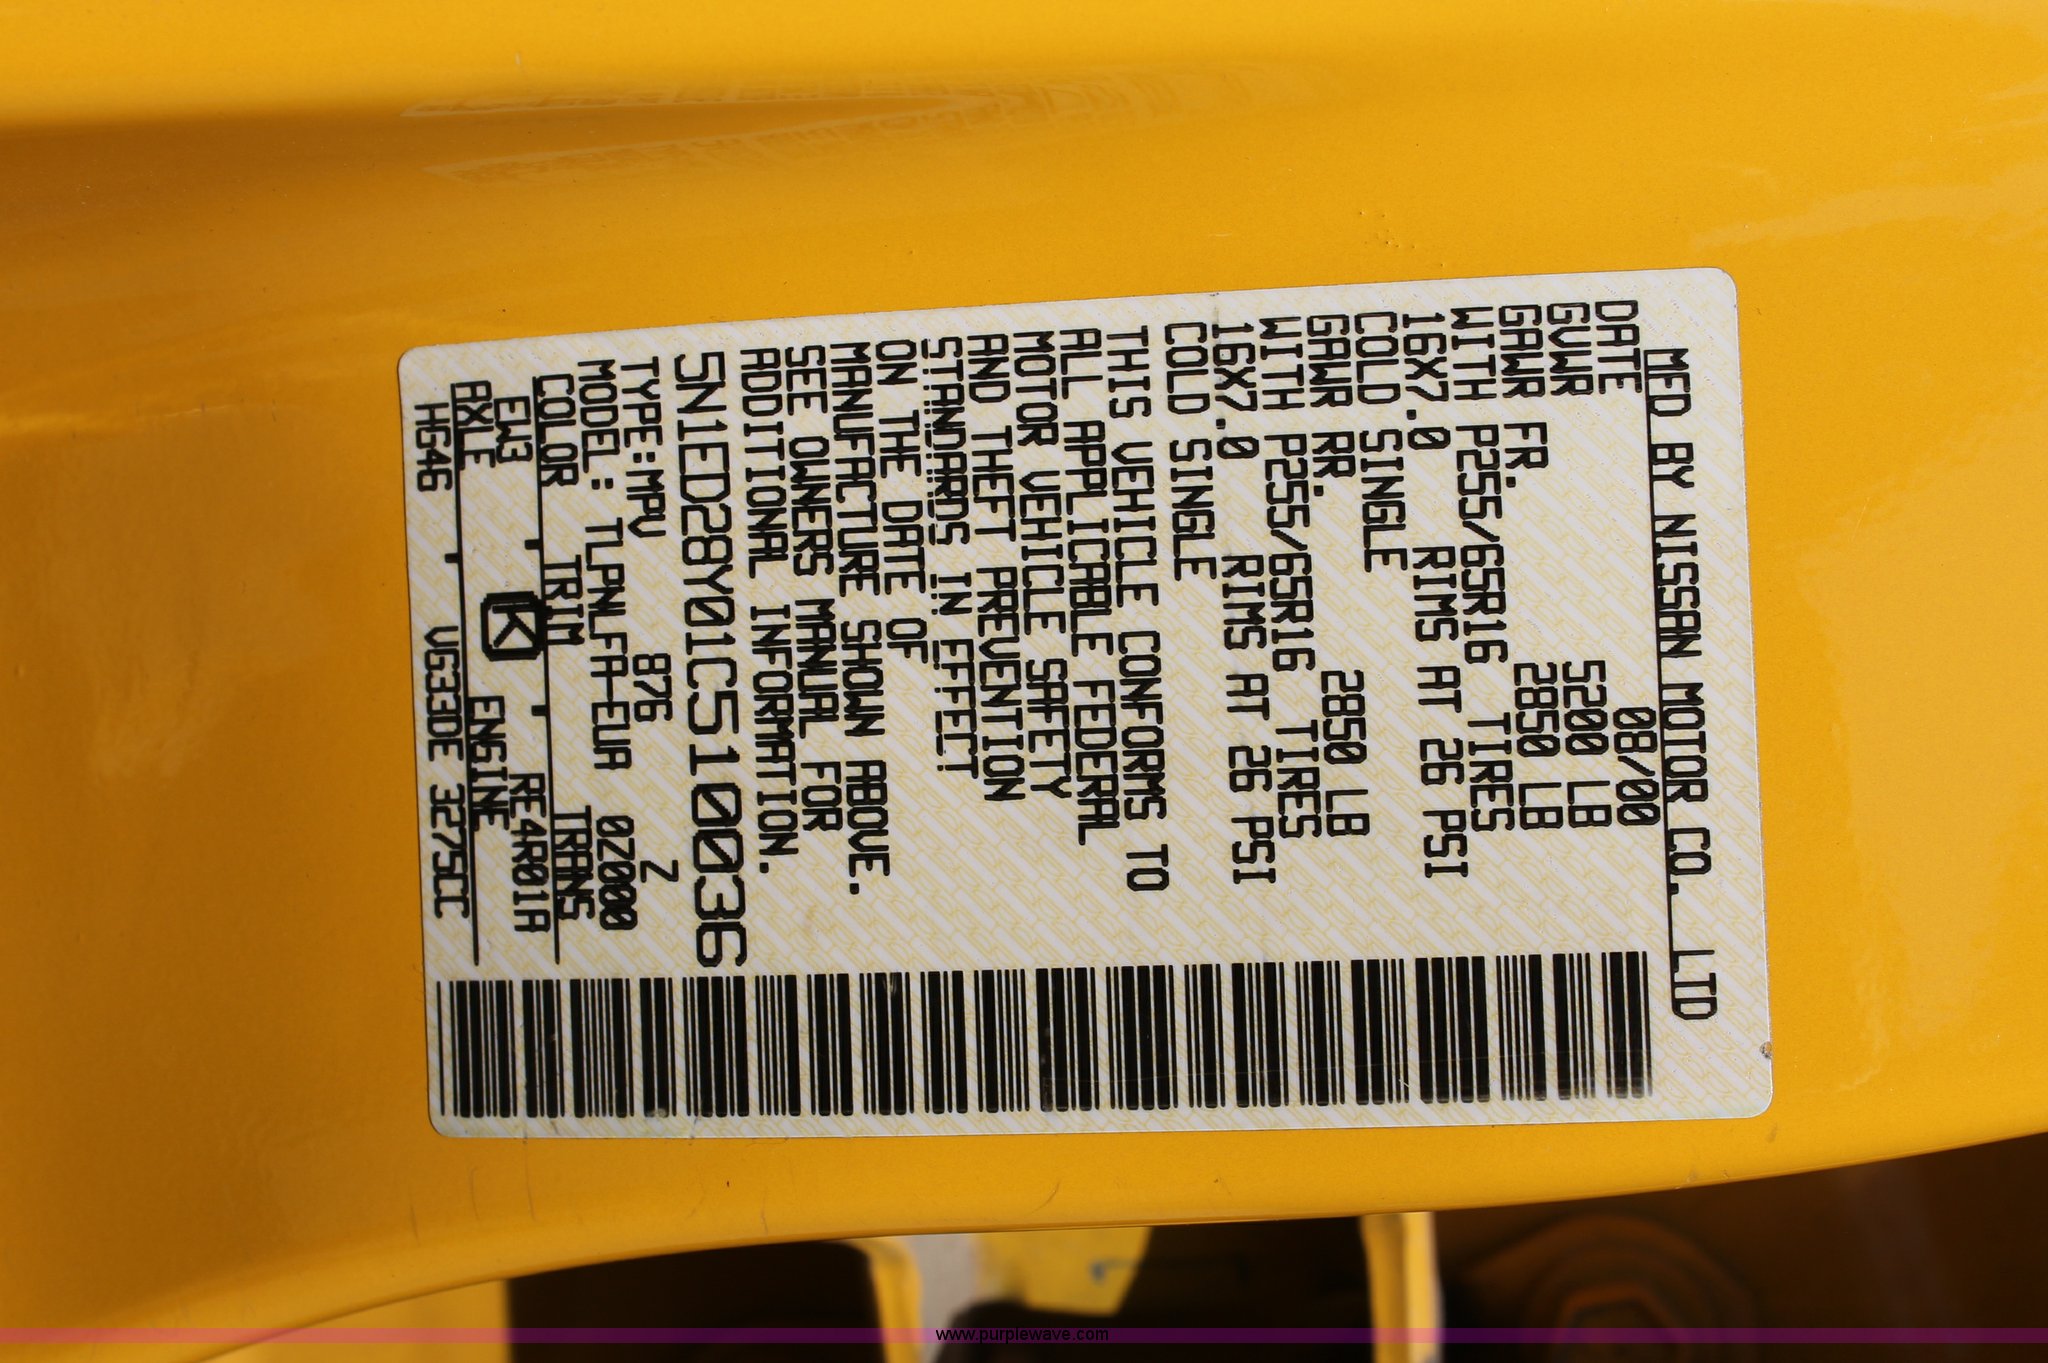 MFD BY NISSAN MOTOR CO. LTD
DATE 08/00
GVWR 5200 LB
GAWR FR. 2850 LB
WITH P255/65R16 TIRES
16X7.0 RIMS AT 26 PSI
COLD SINGLE
GAWR RR. 2850 LB
WITH P255/65R16 TIRES
16X7.0 RIMS AT 26 PSI
COLD SINGLE
THIS VEHICLE CONFORMS TO
ALL APPLICABLE FEDERAL
MOTOR VEHICLE SAFETY
AND THEFT PREVENTION
STANDARDS IN EFFECT
ON THE DATE OF
MANUFACTURE SHOWN ABOVE.
SEE OWNERS MANUAL FOR
ADDITIONAL INFORMATION.
5N1ED28Y01C510036
TYPE:MPV 876 Z
MODEL: TLPNLFA-EUA 0Z000
COLOR TRIM TRANS
EW3 K RE4R01A
AXLE ENGINE
HG46 VG33DE 3275CC
www.purplewave.com